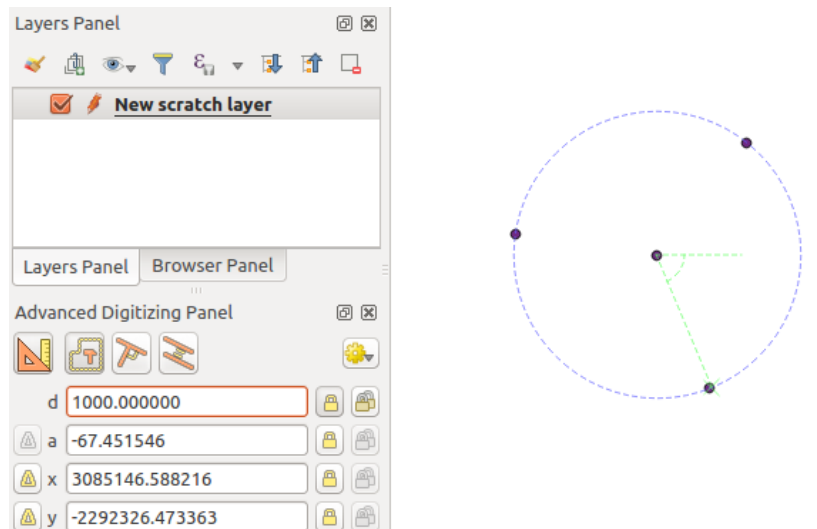 Layers Panel
New scratch layer
Layers Panel Browser Panel
Advanced Digitizing Panel
d 1000.000000
a -67.451546
x 3085146.588216
y -2292326.473363